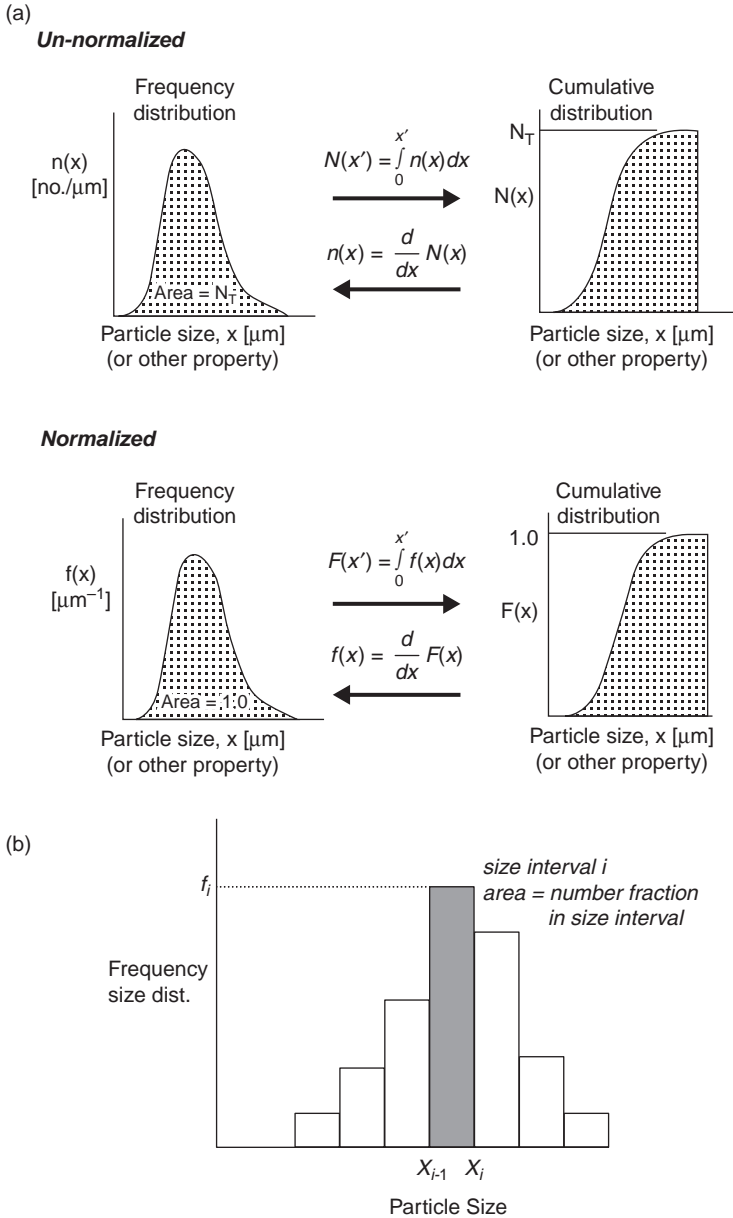 (a)
Un-normalized
Frequency
distribution
n(x)
[no./μm]
Area = N_T
Particle size, x [μm]
(or other property)
N(x′) = ∫₀^x′ n(x)dx
n(x) = d/dx N(x)
Cumulative
distribution
N_T
N(x)
Particle size, x [μm]
(or other property)
Normalized
Frequency
distribution
f(x)
[μm⁻¹]
Area = 1.0
Particle size, x [μm]
(or other property)
F(x′) = ∫₀^x′ f(x)dx
f(x) = d/dx F(x)
Cumulative
distribution
1.0
F(x)
Particle size, x [μm]
(or other property)
(b)
f_i
size interval i
area = number fraction
in size interval
Frequency
size dist.
X_{i-1} X_i
Particle Size